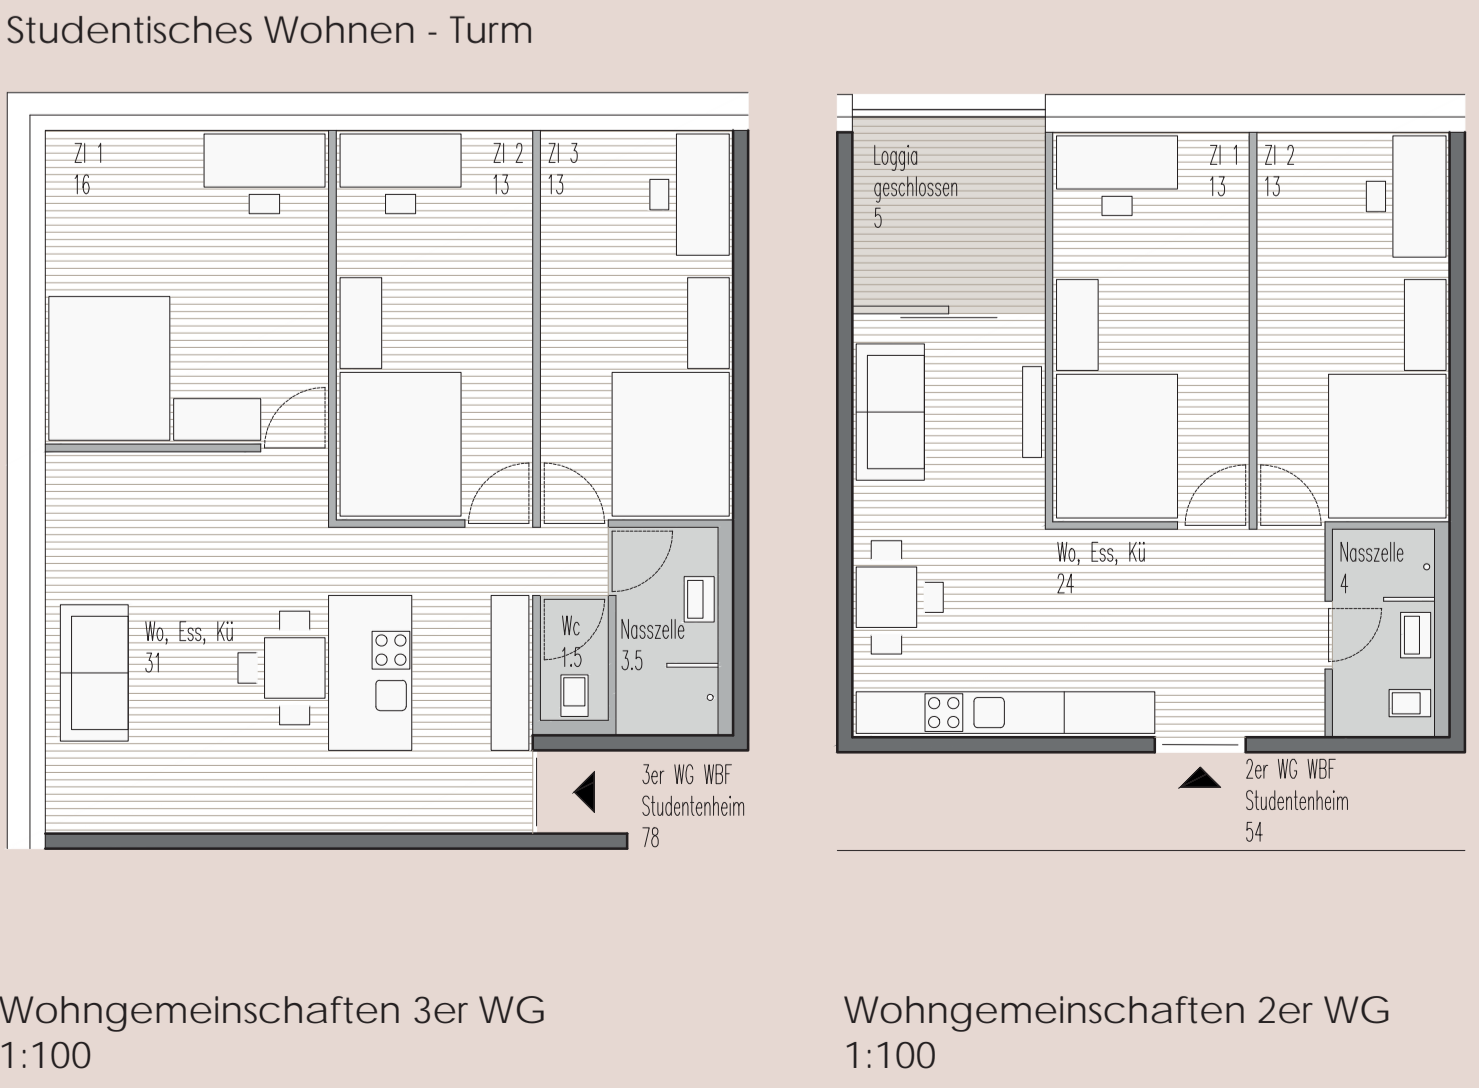 Studentisches Wohnen - Turm
ZI 1
16
ZI 2
13
ZI 3
13
Wo, Ess, Kü
31
Wc
1.5
Nasszelle
3.5
3er WG WBF
Studentenheim
78
Loggia
geschlossen
5
ZI 1
13
ZI 2
13
Wo, Ess, Kü
24
Nasszelle
4
2er WG WBF
Studentenheim
54
Wohngemeinschaften 3er WG
1:100
Wohngemeinschaften 2er WG
1:100